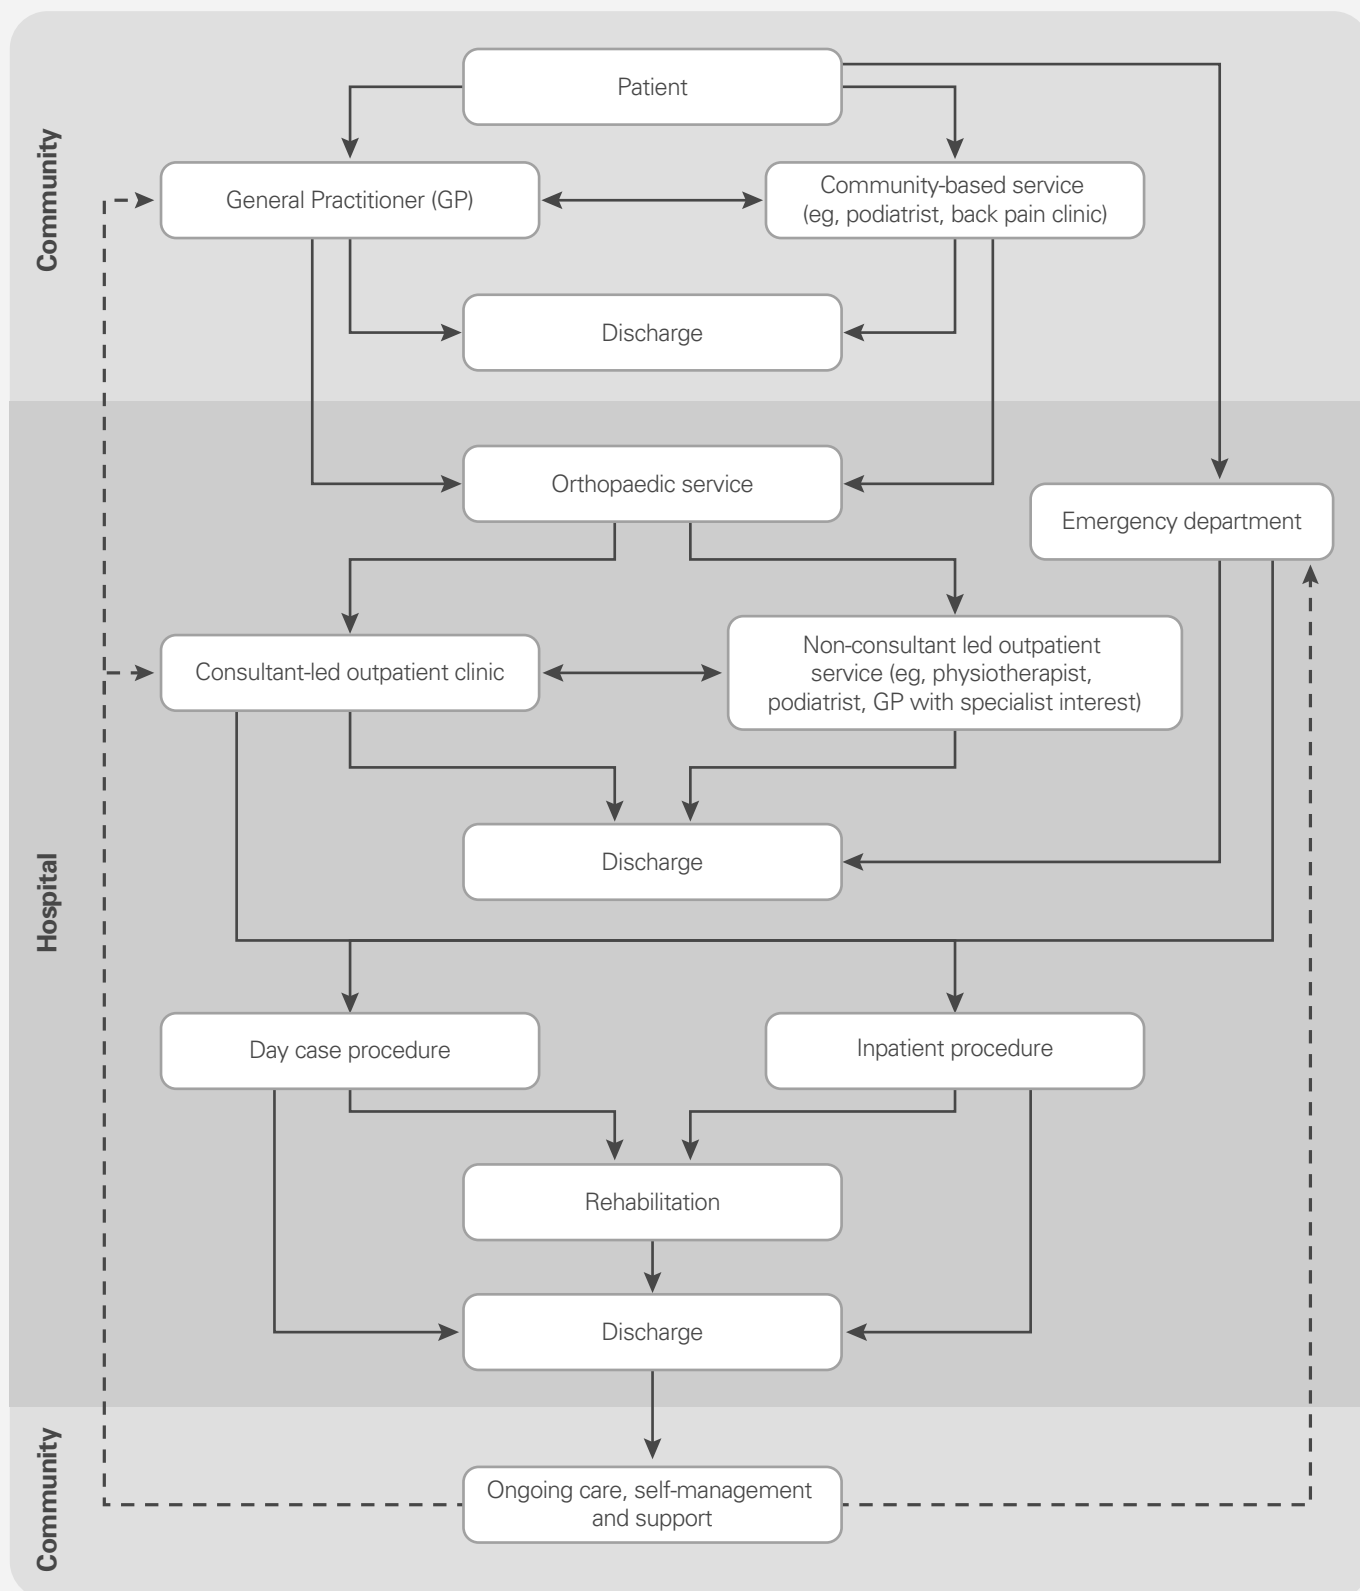 Community
Patient
General Practitioner (GP)
Community-based service
(eg, podiatrist, back pain clinic)
Discharge
Hospital
Orthopaedic service
Emergency department
Consultant-led outpatient clinic
Non-consultant led outpatient
service (eg, physiotherapist,
podiatrist, GP with specialist interest)
Discharge
Day case procedure
Inpatient procedure
Rehabilitation
Discharge
Community
Ongoing care, self-management
and support